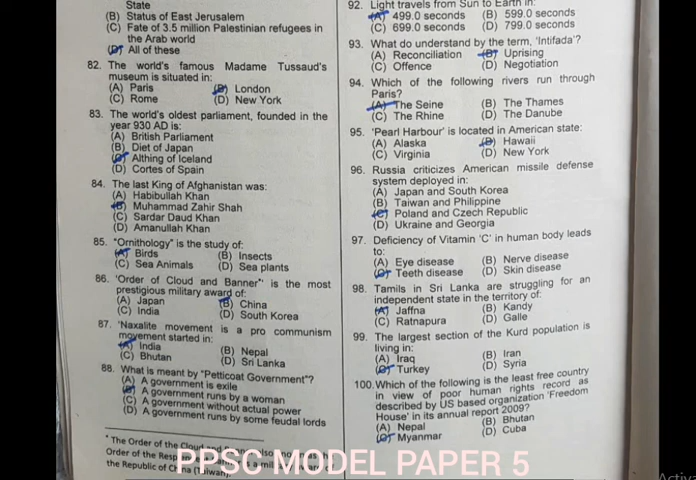 State
(B) Status of East Jerusalem
(C) Fate of 3.5 million Palestinian refugees in
the Arab world
(D) All of these
82. The world's famous Madame Tussaud's
museum is situated in:
(A) Paris (B) London
(C) Rome (D) New York
83. The world's oldest parliament, founded in the
year 930 AD is:
(A) British Parliament
(B) Diet of Japan
(C) Althing of Iceland
(D) Cortes of Spain
84. The last King of Afghanistan was:
(A) Habibullah Khan
(B) Muhammad Zahir Shah
(C) Sardar Daud Khan
(D) Amanullah Khan
85. "Ornithology" is the study of:
(A) Birds (B) Insects
(C) Sea Animals (D) Sea plants
86. 'Order of Cloud and Banner*' is the most
prestigious military award of:
(A) Japan (B) China
(C) India (D) South Korea
87. 'Naxalite movement is a pro communism
movement started in:
(A) India (B) Nepal
(C) Bhutan (D) Sri Lanka
88. What is meant by "Petticoat Government"?
(A) A government is exile
(B) A government runs by a woman
(C) A government without actual power
(D) A government runs by some feudal lords
* The Order of the Cloud and
Order of the
the Republic of China (Taiwan).
92. Light travels from Sun to Earth in:
(A) 499.0 seconds (B) 599.0 seconds
(C) 699.0 seconds (D) 799.0 seconds
93. What do understand by the term, 'Intifada'?
(A) Reconciliation (B) Uprising
(C) Offence (D) Negotiation
94. Which of the following rivers run through
Paris?
(A) The Seine (B) The Thames
(C) The Rhine (D) The Danube
95. 'Pearl Harbour' is located in American state:
(A) Alaska (B) Hawaii
(C) Virginia (D) New York
96. Russia criticizes American missile defense
system deployed in:
(A) Japan and South Korea
(B) Taiwan and Philippine
(C) Poland and Czech Republic
(D) Ukraine and Georgia
97. Deficiency of Vitamin 'C' in human body leads
to:
(A) Eye disease (B) Nerve disease
(C) Teeth disease (D) Skin disease
98. Tamils in Sri Lanka are struggling for an
independent state in the territory of:
(A) Jaffna (B) Kandy
(C) Ratnapura (D) Galle
99. The largest section of the Kurd population is
living in:
(A) Iraq (B) Iran
(C) Turkey (D) Syria
100. Which of the following is the least free country
in view of poor human rights record as
described by US based organization 'Freedom
House' in its annual report 2009?
(A) Nepal (B) Bhutan
(C) Myanmar (D) Cuba
PPSC MODEL PAPER 5